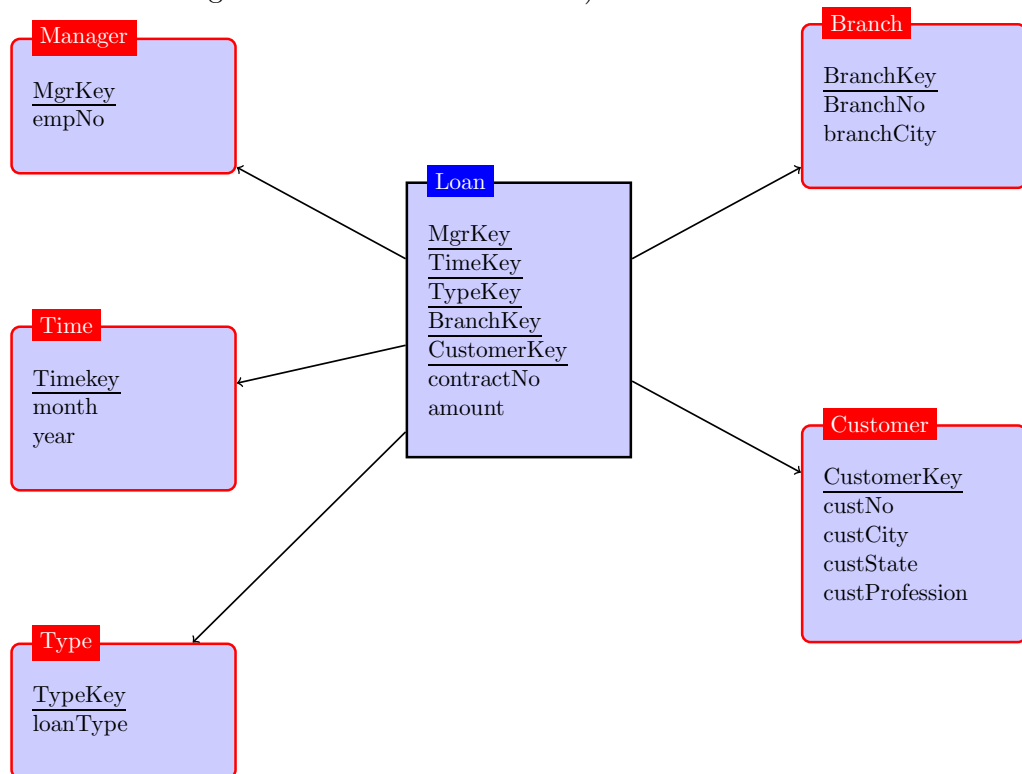 Manager
MgrKey
empNo
Branch
BranchKey
BranchNo
branchCity
Loan
MgrKey
TimeKey
TypeKey
BranchKey
CustomerKey
contractNo
amount
Time
Timekey
month
year
Customer
CustomerKey
custNo
custCity
custState
custProfession
Type
TypeKey
loanType